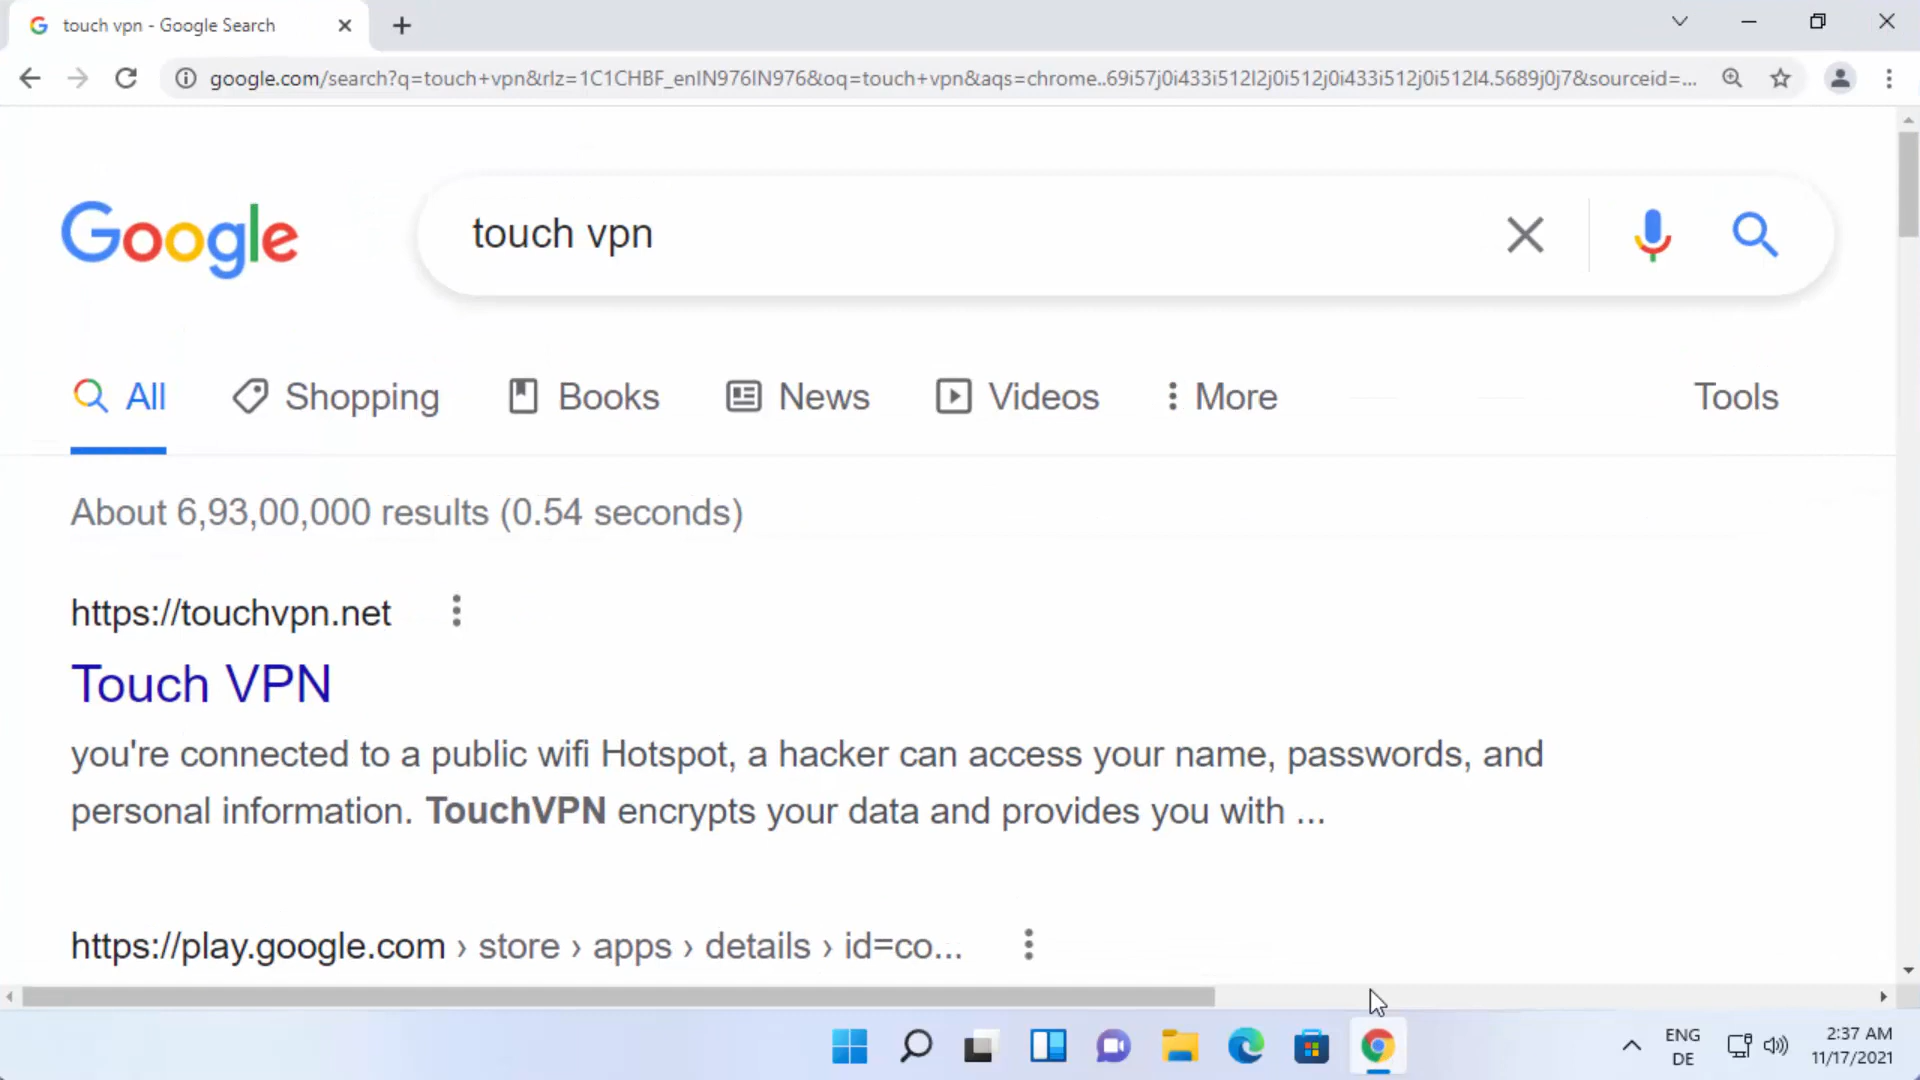 touch vpn - Google Search
google.com/search?q=touch+vpn&rlz=1C1CHBF_enIN976IN976&oq=touch+vpn&aqs=chrome..69i57j0i433i512l2j0i512j0i433i512j0i512l4.5689j0j7&sourceid=...
Google
touch vpn
All Shopping Books News Videos More Tools
About 6,93,00,000 results (0.54 seconds)
https://touchvpn.net
Touch VPN
you're connected to a public wifi Hotspot, a hacker can access your name, passwords, and
personal information. TouchVPN encrypts your data and provides you with ...
https://play.google.com › store › apps › details › id=co...
ENG
DE
2:37 AM
11/17/2021